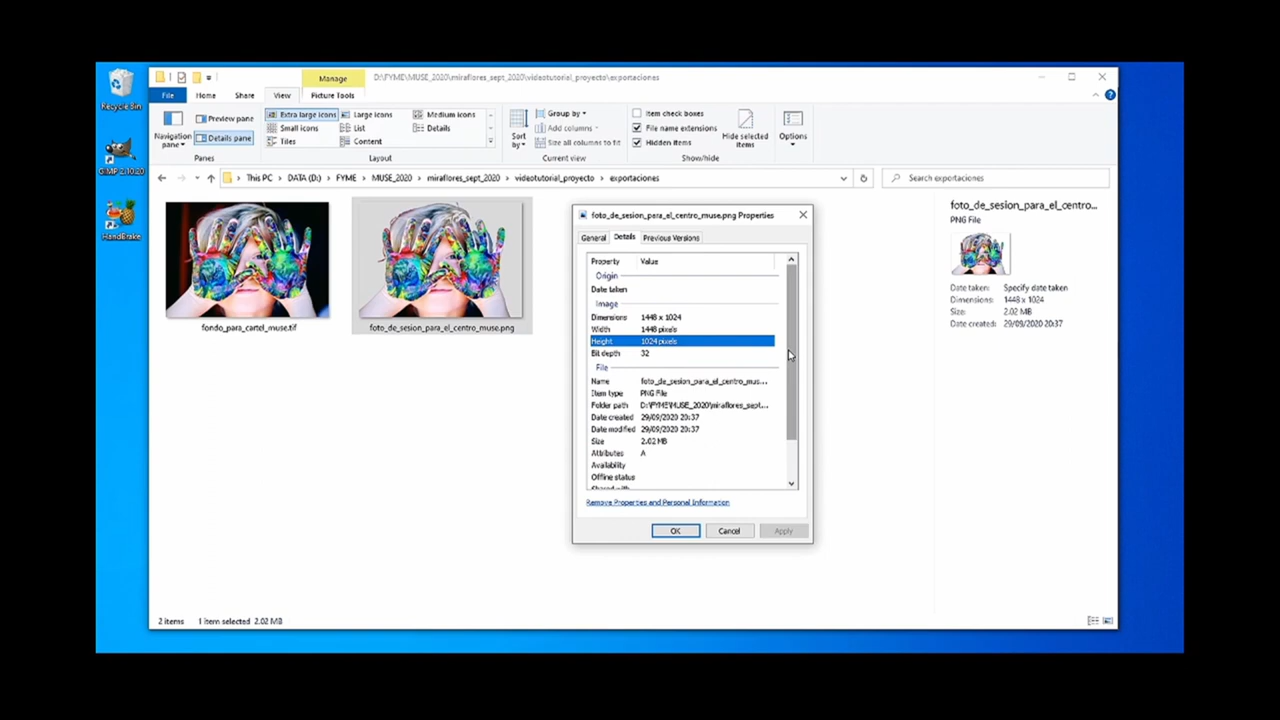 Recycle Bin
GIMP 2.10.20
HandBrake
Manage
D:\FYME\MUSE_2020\miraflores_sept_2020\videotutorial_proyecto\exportaciones
File
Home
Share
View
Picture Tools
Navigation pane
Preview pane
Details pane
Panes
Extra large icons
Large icons
Medium icons
Small icons
List
Details
Tiles
Content
Layout
Sort by
Group by
Add columns
Size all columns to fit
Current view
Item check boxes
File name extensions
Hidden items
Hide selected items
Show/hide
Options
This PC > DATA (D:) > FYME > MUSE_2020 > miraflores_sept_2020 > videotutorial_proyecto > exportaciones
Search exportaciones
fondo_para_cartel_muse.tif
foto_de_sesion_para_el_centro_muse.png
foto_de_sesion_para_el_centro_muse.png Properties
General
Details
Previous Versions
Property Value
Origin
Date taken
Image
Dimensions 1448 x 1024
Width 1448 pixels
Height 1024 pixels
Bit depth 32
File
Name foto_de_sesion_para_el_centro_mus...
Item type PNG File
Folder path D:\FYME\MUSE_2020\miraflores_sept...
Date created 29/09/2020 20:37
Date modified 29/09/2020 20:37
Size 2.02 MB
Attributes A
Availability
Offline status
Shared with
Remove Properties and Personal Information
OK
Cancel
Apply
foto_de_sesion_para_el_centro...
PNG File
Date taken: Specify date taken
Dimensions: 1448 x 1024
Size: 2.02 MB
Date created: 29/09/2020 20:37
2 items
1 item selected 2.02 MB